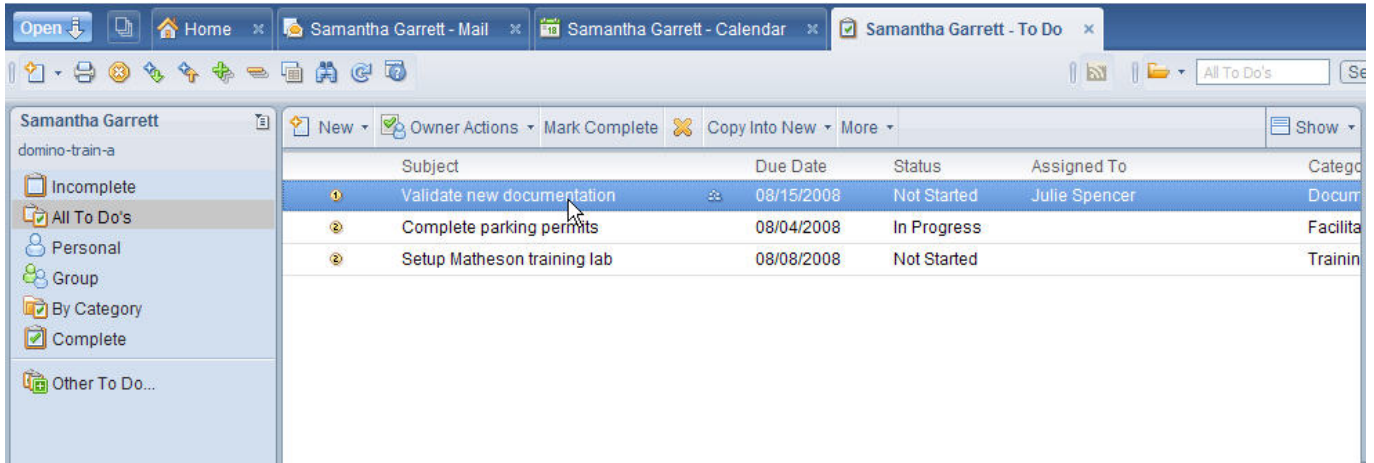 Open Home Samantha Garrett - Mail Samantha Garrett - Calendar Samantha Garrett - To Do
All To Do's Se
Samantha Garrett
domino-train-a
Incomplete
All To Do's
Personal
Group
By Category
Complete
Other To Do...
New Owner Actions Mark Complete Copy Into New More Show
Subject Due Date Status Assigned To Catego
1 Validate new documentation 08/15/2008 Not Started Julie Spencer Docum
2 Complete parking permits 08/04/2008 In Progress Facilita
2 Setup Matheson training lab 08/08/2008 Not Started Trainin